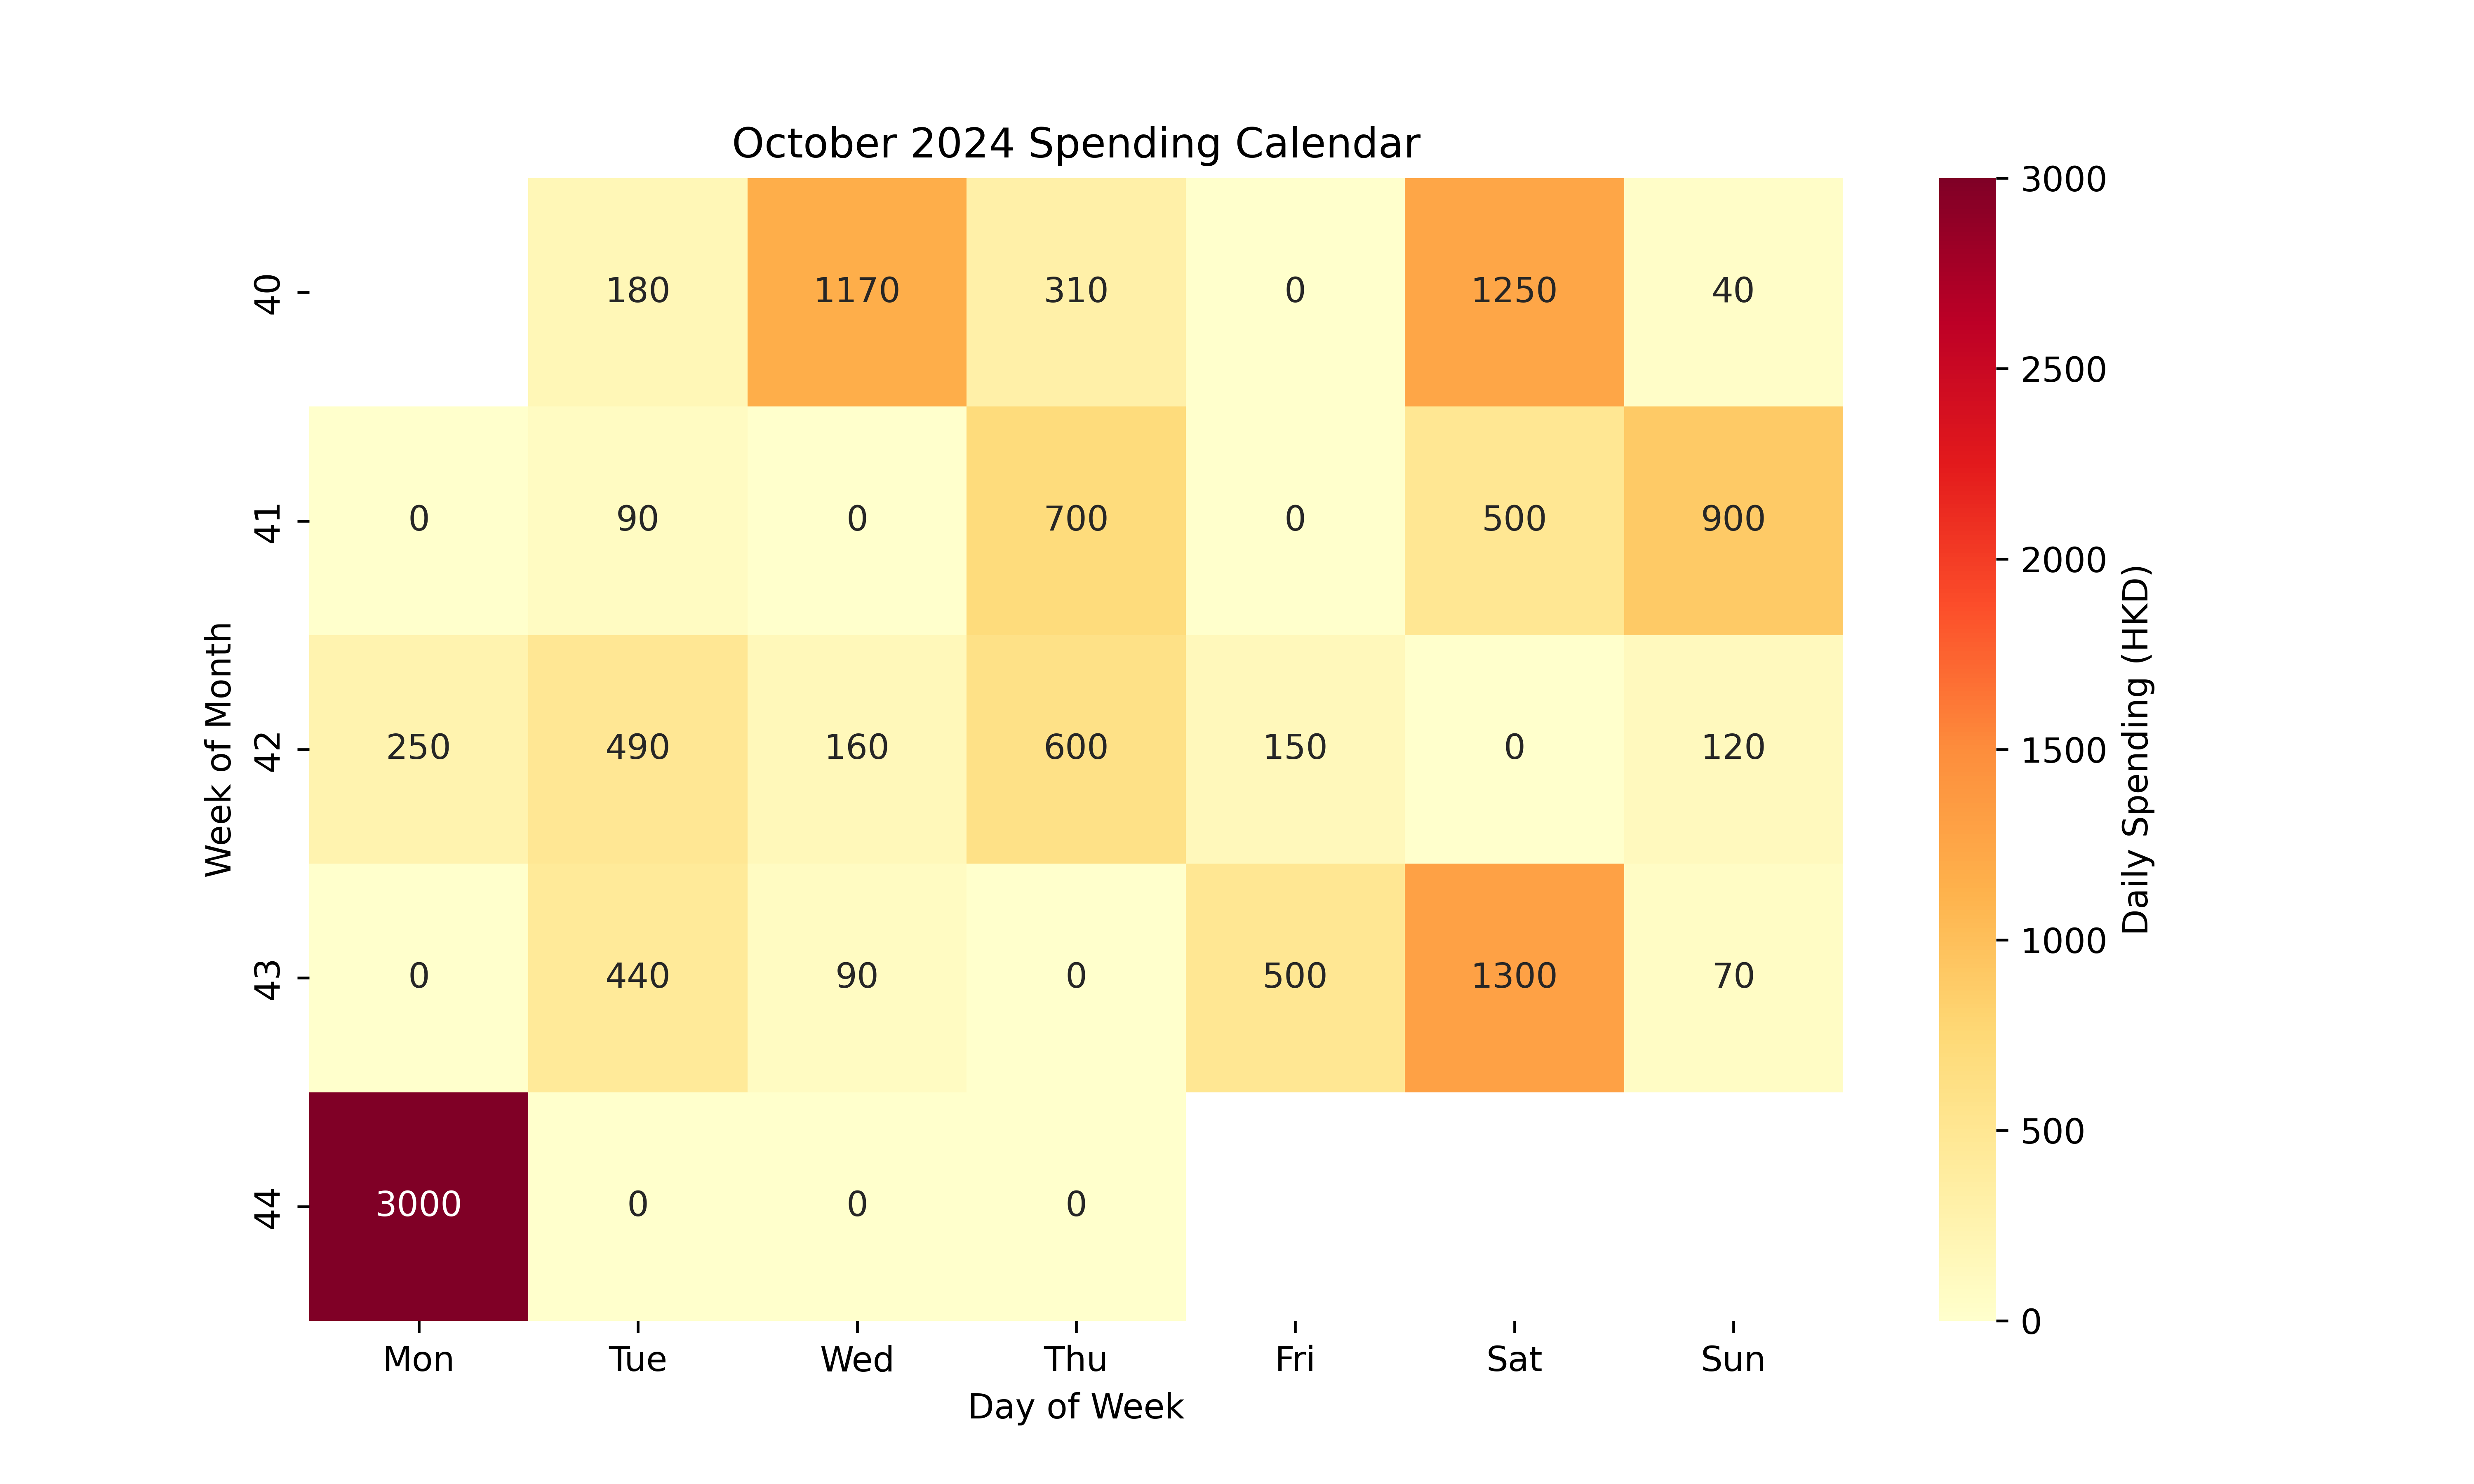 October 2024 Spending Calendar
40
180 1170 310 0 1250 40
41
0 90 0 700 0 500 900
42
250 490 160 600 150 0 120
43
0 440 90 0 500 1300 70
44
3000 0 0 0
Mon Tue Wed Thu Fri Sat Sun
Day of Week
Week of Month
3000
2500
2000
1500
1000
500
0
Daily Spending (HKD)